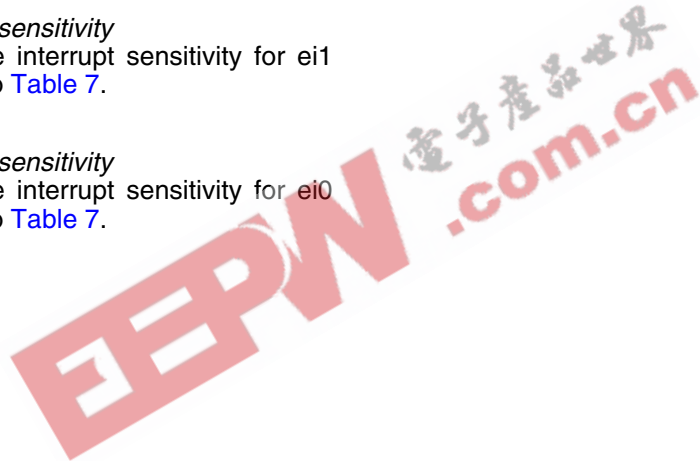 sensitivity
e interrupt sensitivity for ei1
o Table 7.
sensitivity
e interrupt sensitivity for ei0
o Table 7.
電子產品世界
EEPW .com.cn